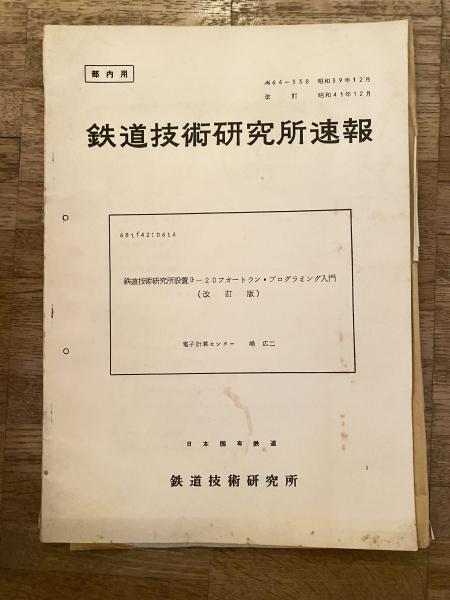 部内用
№64-338 昭和39年12月
改訂 昭和41年12月
鉄道技術研究所速報
681,142:0616
鉄道技術研究所設置 B-20フオートラン・プログラミング入門
(改訂版)
電子計算センター 嶋 広二
日本国有鉄道
鉄道技術研究所